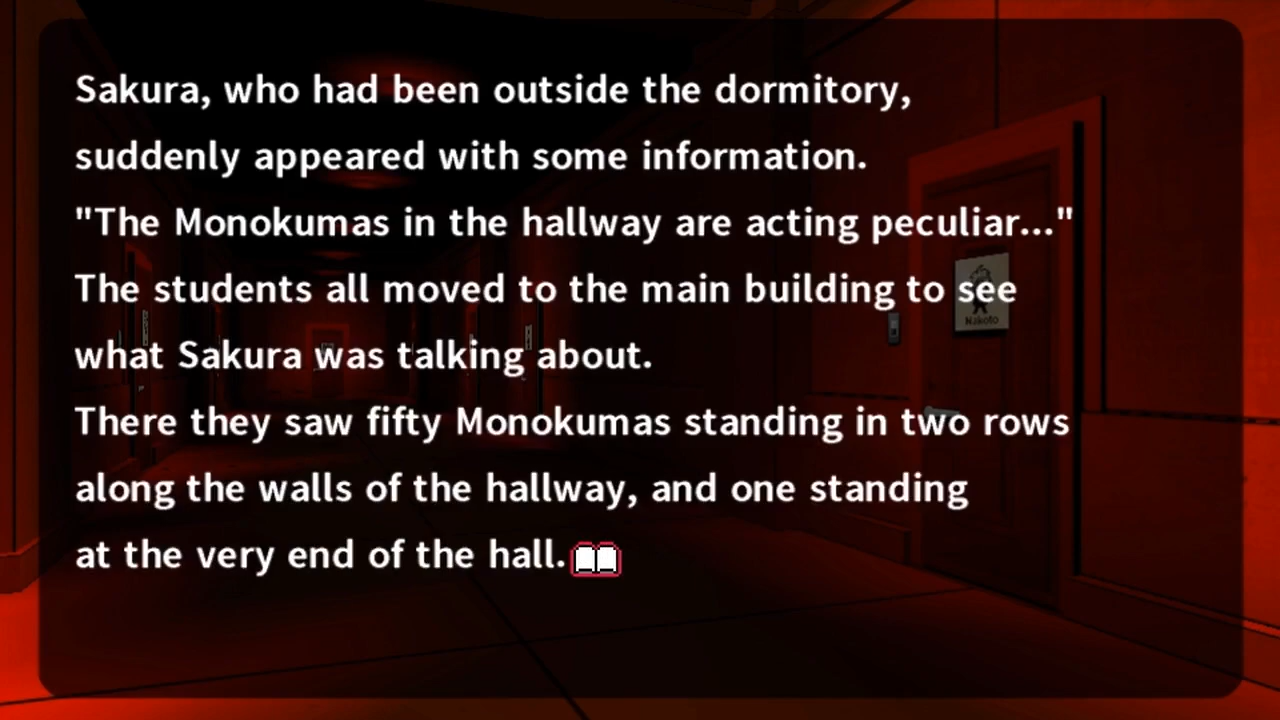 Sakura, who had been outside the dormitory,
suddenly appeared with some information.
"The Monokumas in the hallway are acting peculiar..."
The students all moved to the main building to see
what Sakura was talking about.
There they saw fifty Monokumas standing in two rows
along the walls of the hallway, and one standing
at the very end of the hall.
Nakoto